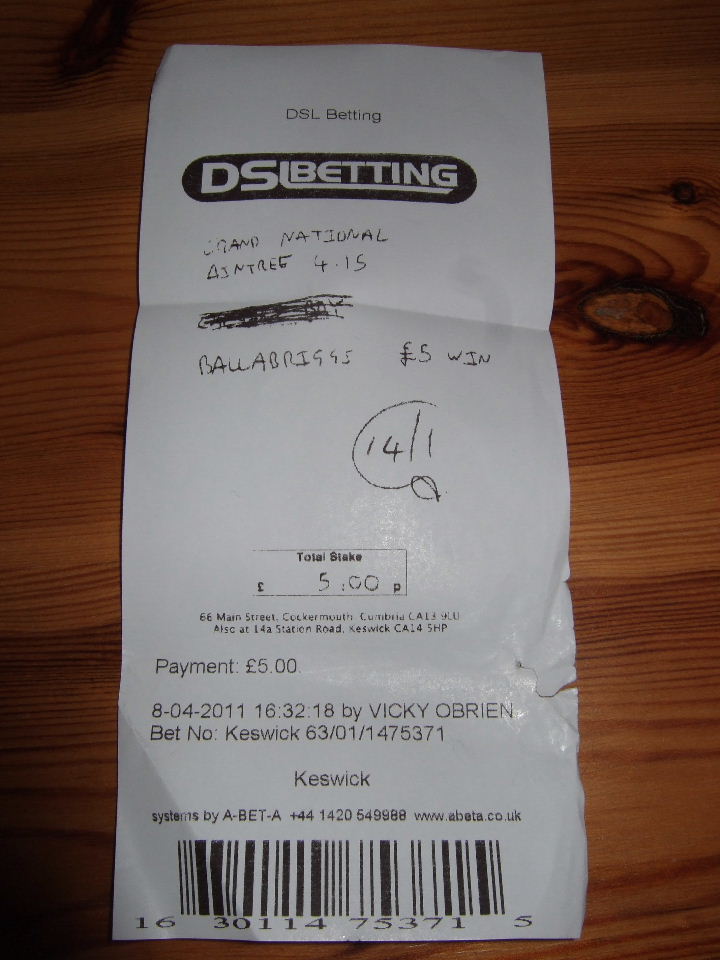 DSL Betting
DSLBETTING
GRAND NATIONAL
AINTREE 4.15
BALLABRIGGS £5 WIN
14/1
Total Stake
£ 5.00 p
66 Main Street, Cockermouth, Cumbria CA13 9LU
Also at 14a Station Road, Keswick CA14 5HP
Payment: £5.00
8-04-2011 16:32:18 by VICKY OBRIEN
Bet No: Keswick 63/01/1475371
Keswick
systems by A-BET-A +44 1420 549988 www.abeta.co.uk
16 30114 75371 5